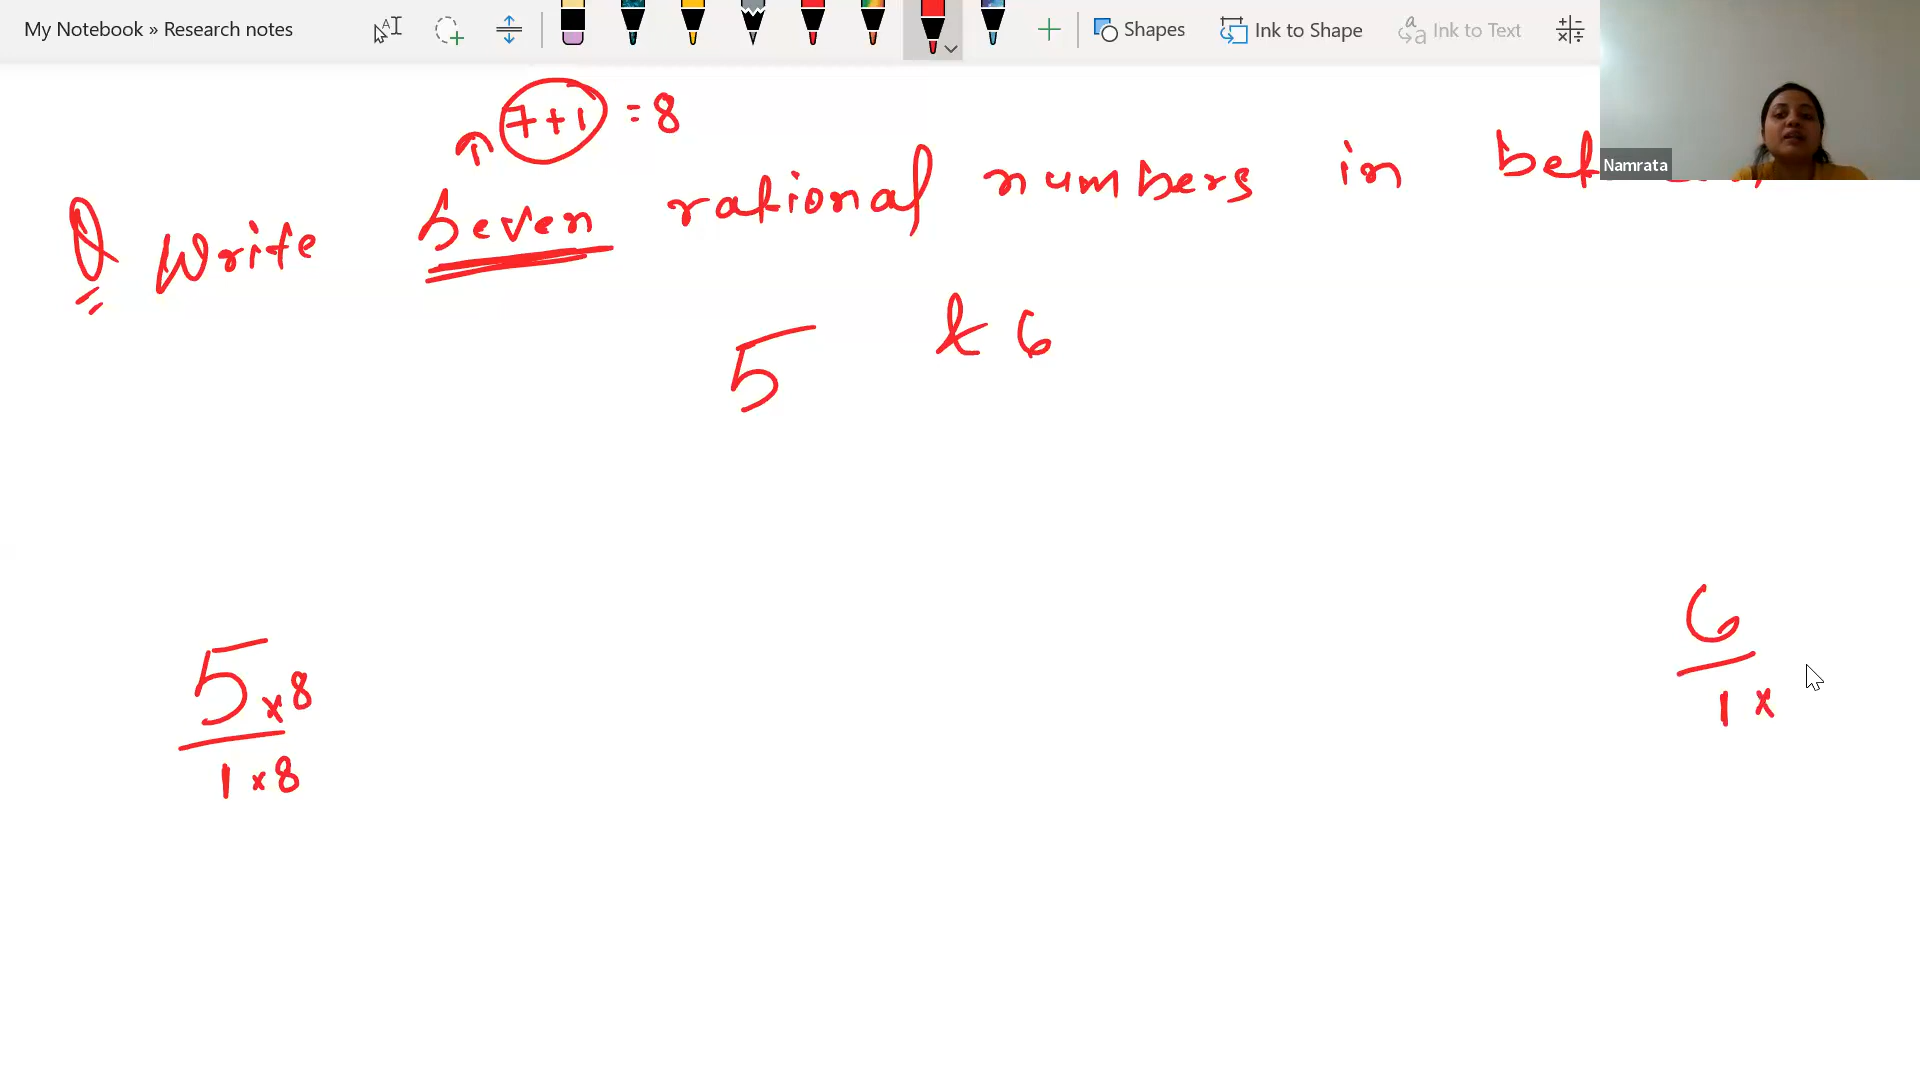 My Notebook » Research notes
Shapes
Ink to Shape
Ink to Text
7+1 = 8
Q Write Seven rational numbers in
Namrata
5 & 6
5 x 8
1 x 8
6
1 x